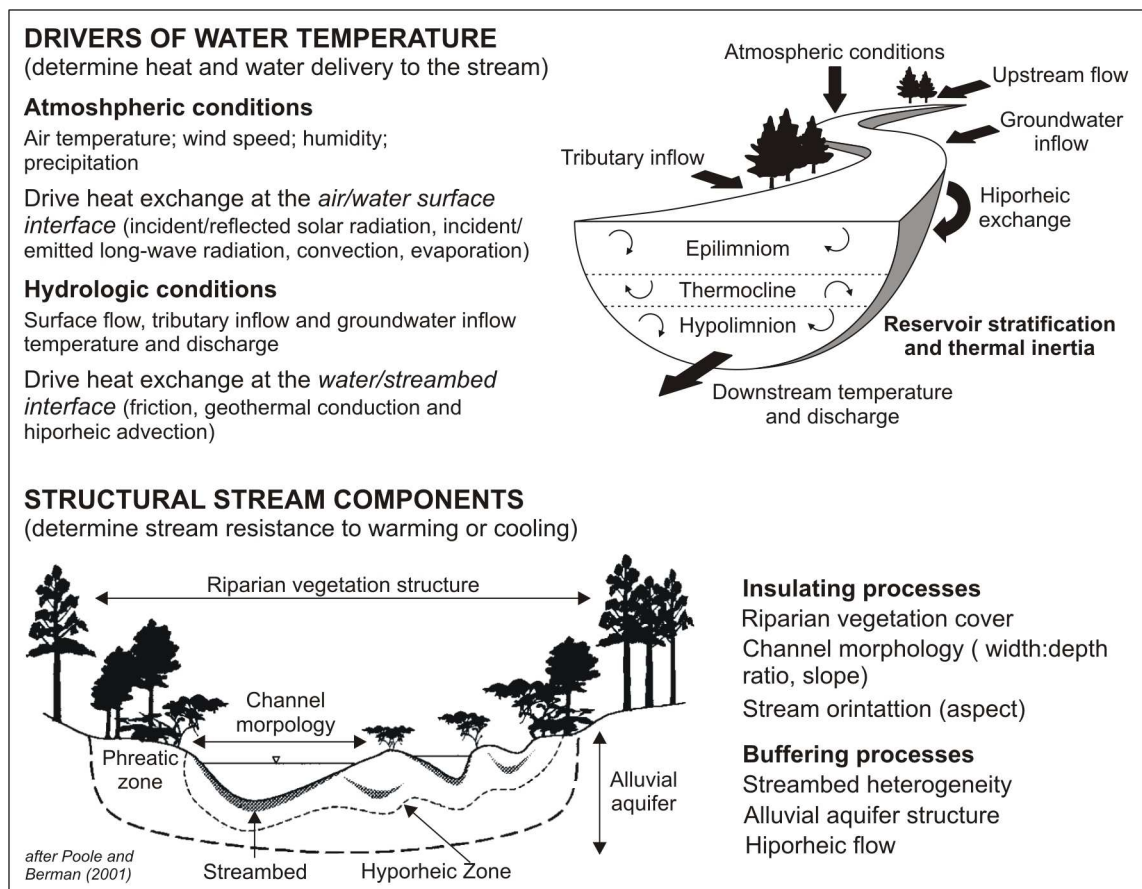 DRIVERS OF WATER TEMPERATURE
(determine heat and water delivery to the stream)
Atmoshpheric conditions
Air temperature; wind speed; humidity;
precipitation
Drive heat exchange at the air/water surface
interface (incident/reflected solar radiation, incident/
emitted long-wave radiation, convection, evaporation)
Hydrologic conditions
Surface flow, tributary inflow and groundwater inflow
temperature and discharge
Drive heat exchange at the water/streambed
interface (friction, geothermal conduction and
hiporheic advection)
Atmospheric conditions
Upstream flow
Groundwater
inflow
Tributary inflow
Hiporheic
exchange
Epilimniom
Thermocline
Hypolimnion
Reservoir stratification
and thermal inertia
Downstream temperature
and discharge
STRUCTURAL STREAM COMPONENTS
(determine stream resistance to warming or cooling)
Riparian vegetation structure
Channel
morpology
Phreatic
zone
Alluvial
aquifer
Streambed
Hyporheic Zone
after Poole and
Berman (2001)
Insulating processes
Riparian vegetation cover
Channel morphology ( width:depth
ratio, slope)
Stream orintattion (aspect)
Buffering processes
Streambed heterogeneity
Alluvial aquifer structure
Hiporheic flow